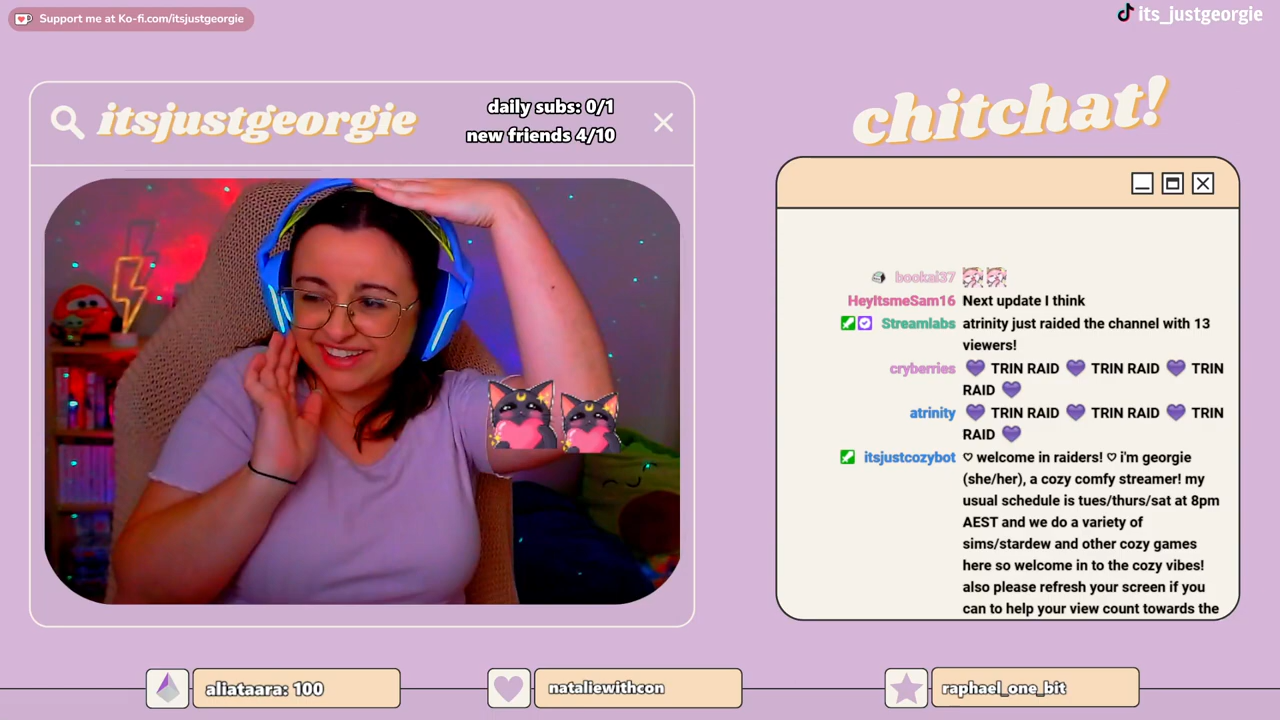 Support me at Ko-fi.com/itsjustgeorgie
its_justgeorgie
itsjustgeorgie
daily subs: 0/1
new friends 4/10
chitchat!
bookai37
HeyItsmeSam16 Next update I think
Streamlabs atrinity just raided the channel with 13
viewers!
cryberries 💜 TRIN RAID 💜 TRIN RAID 💜 TRIN
RAID 💜
atrinity 💜 TRIN RAID 💜 TRIN RAID 💜 TRIN
RAID 💜
itsjustcozybot ♡ welcome in raiders! ♡ i'm georgie
(she/her), a cozy comfy streamer! my
usual schedule is tues/thurs/sat at 8pm
AEST and we do a variety of
sims/stardew and other cozy games
here so welcome in to the cozy vibes!
also please refresh your screen if you
can to help your view count towards the
aliataara: 100
nataliewithcon
raphael_one_bit